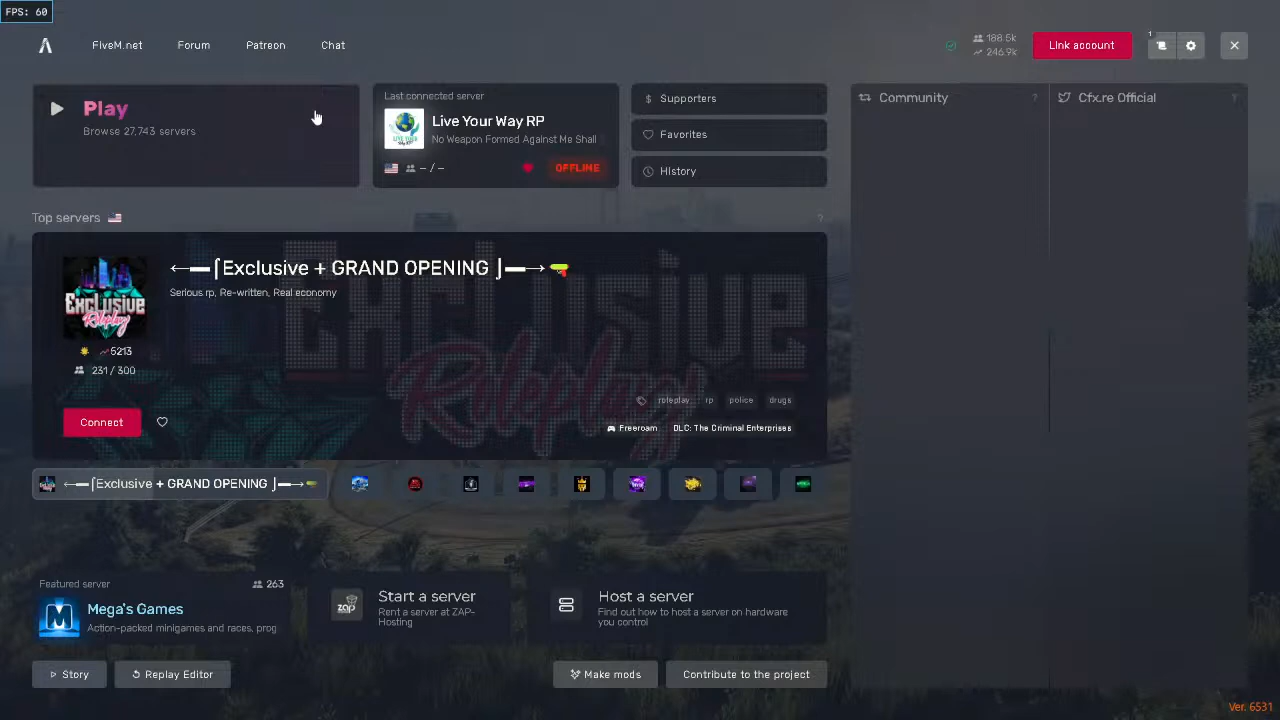 FPS: 60
FiveM.net
Forum
Patreon
Chat
188.5k
246.9k
Link account
1
Play
Browse 27,743 servers
Last connected server
Live Your Way RP
No Weapon Formed Against Me Shall
– / –
OFFLINE
$ Supporters
Favorites
History
Community ?
Cfx.re Official ?
Top servers
?
←—⌠Exclusive + GRAND OPENING ⌡—→
Serious rp, Re-written, Real economy
EXCLUSIVE
Roleplay
5213
231 / 300
Connect
roleplay rp police drugs
Freeroam DLC: The Criminal Enterprises
←—⌠Exclusive + GRAND OPENING ⌡—→
Featured server
263
Mega's Games
Action-packed minigames and races, prog
zap
Start a server
Rent a server at ZAP-
Hosting
Host a server
Find out how to host a server on hardware
you control
Story
Replay Editor
Make mods
Contribute to the project
Ver. 6531